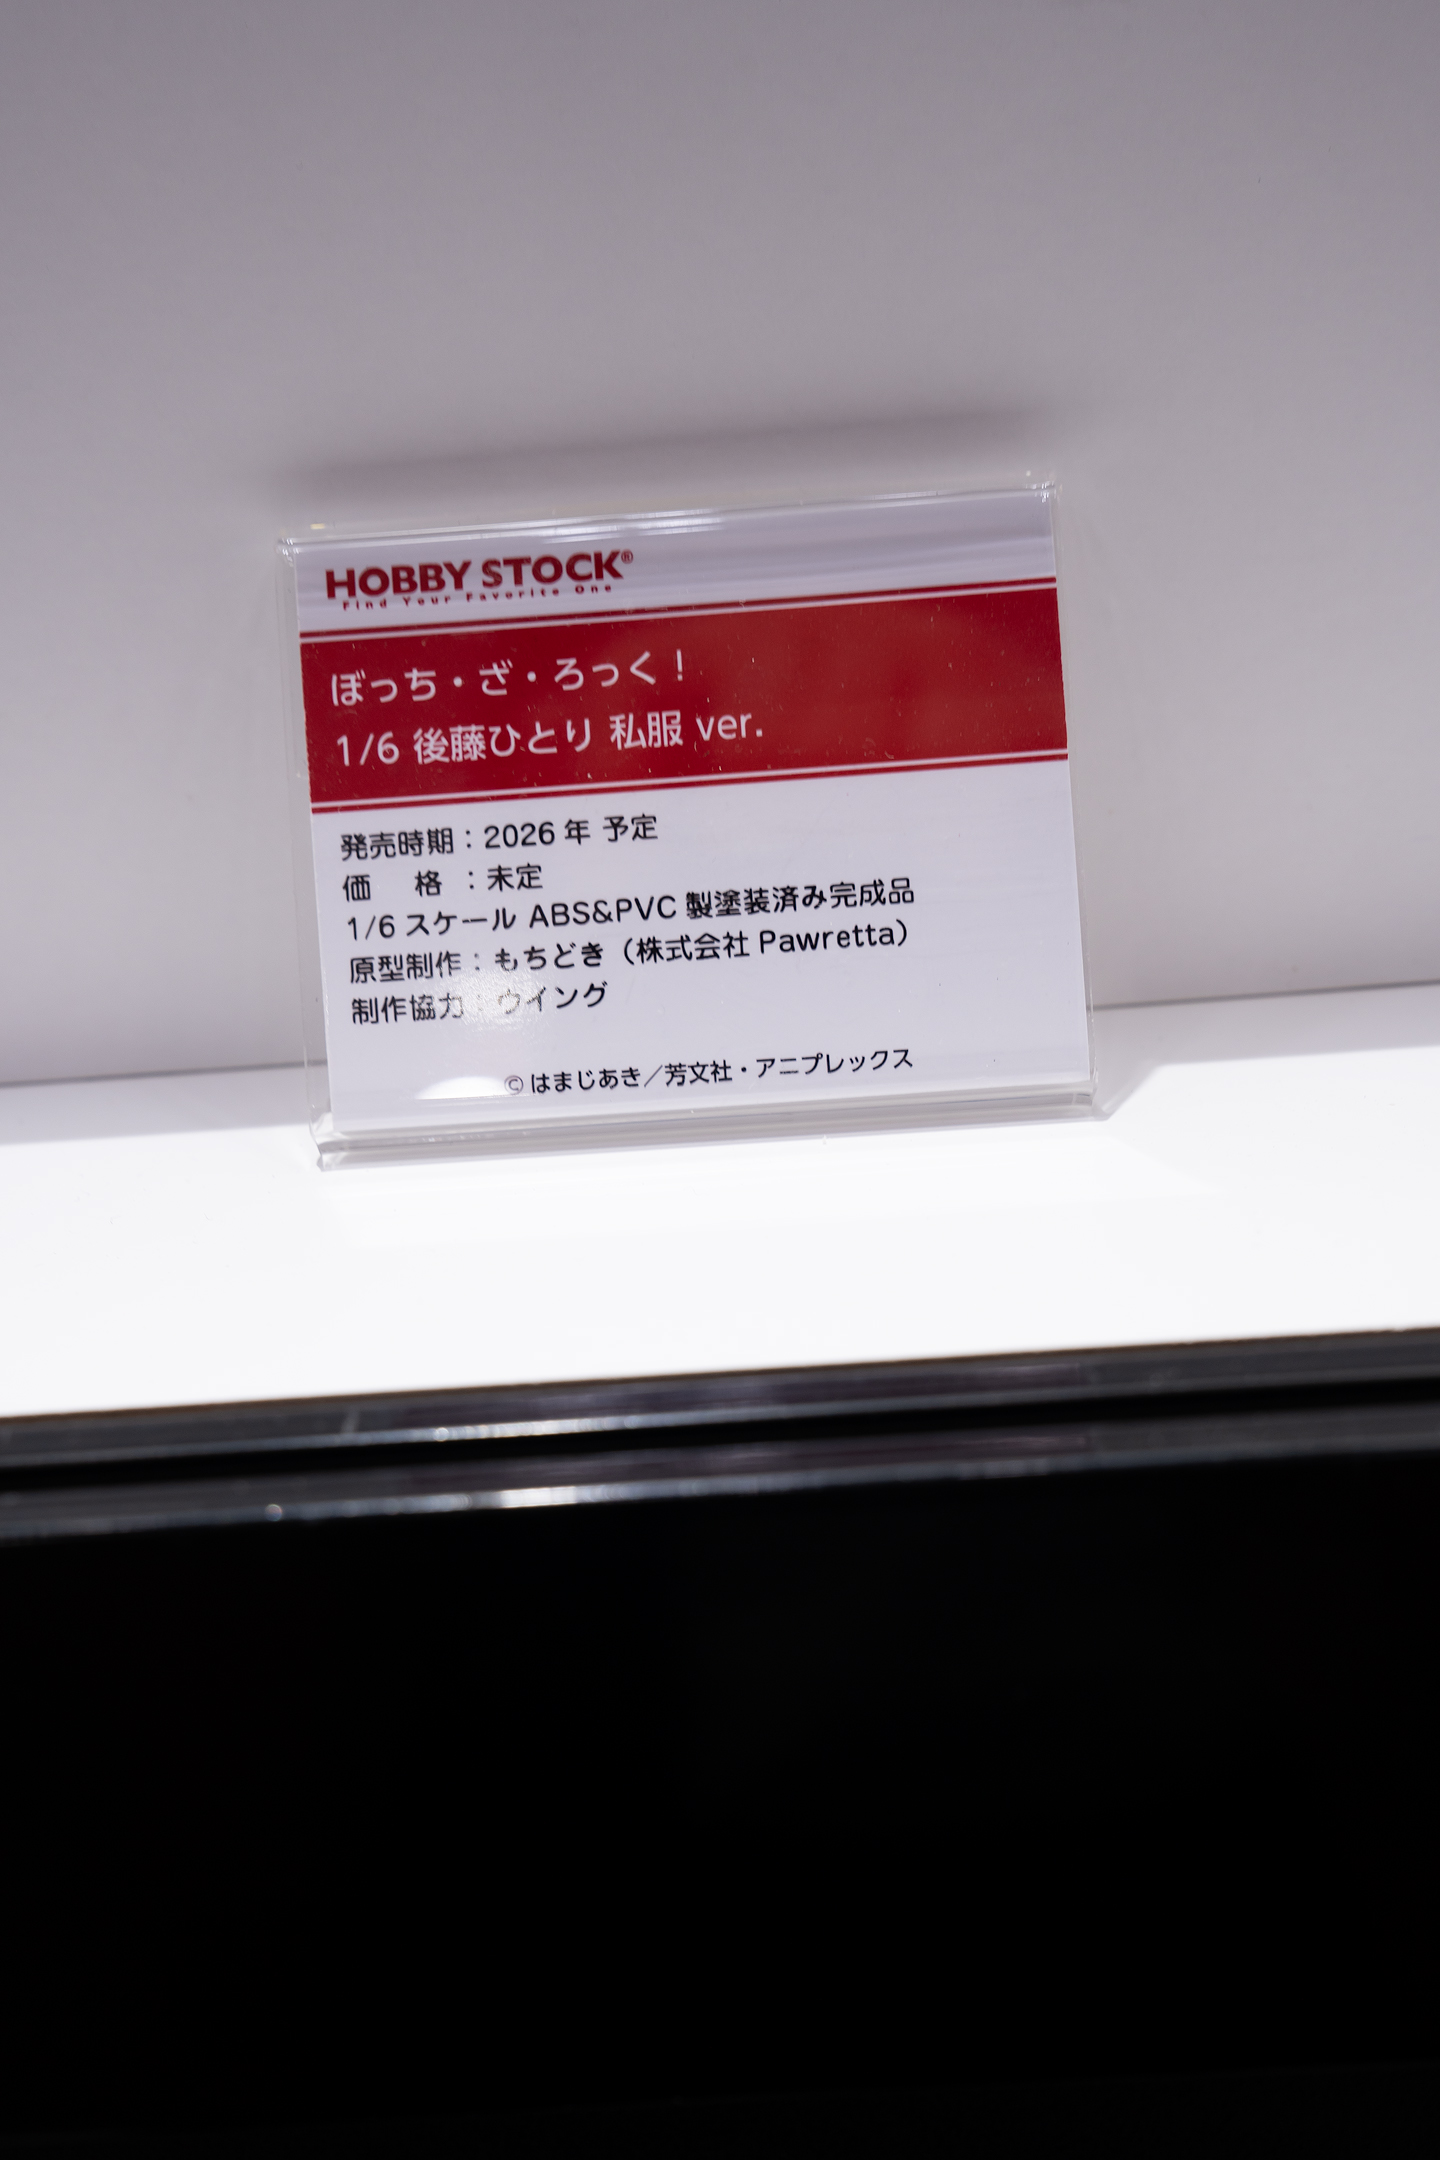 HOBBY STOCK®
Find Your Favorite One
ぼっち・ざ・ろっく！
1/6 後藤ひとり 私服 ver.
発売時期：2026年 予定
価　格：未定
1/6 スケール ABS&PVC 製塗装済み完成品
原型制作：もちどき（株式会社 Pawretta）
制作協力：ウイング
©はまじあき／芳文社・アニプレックス